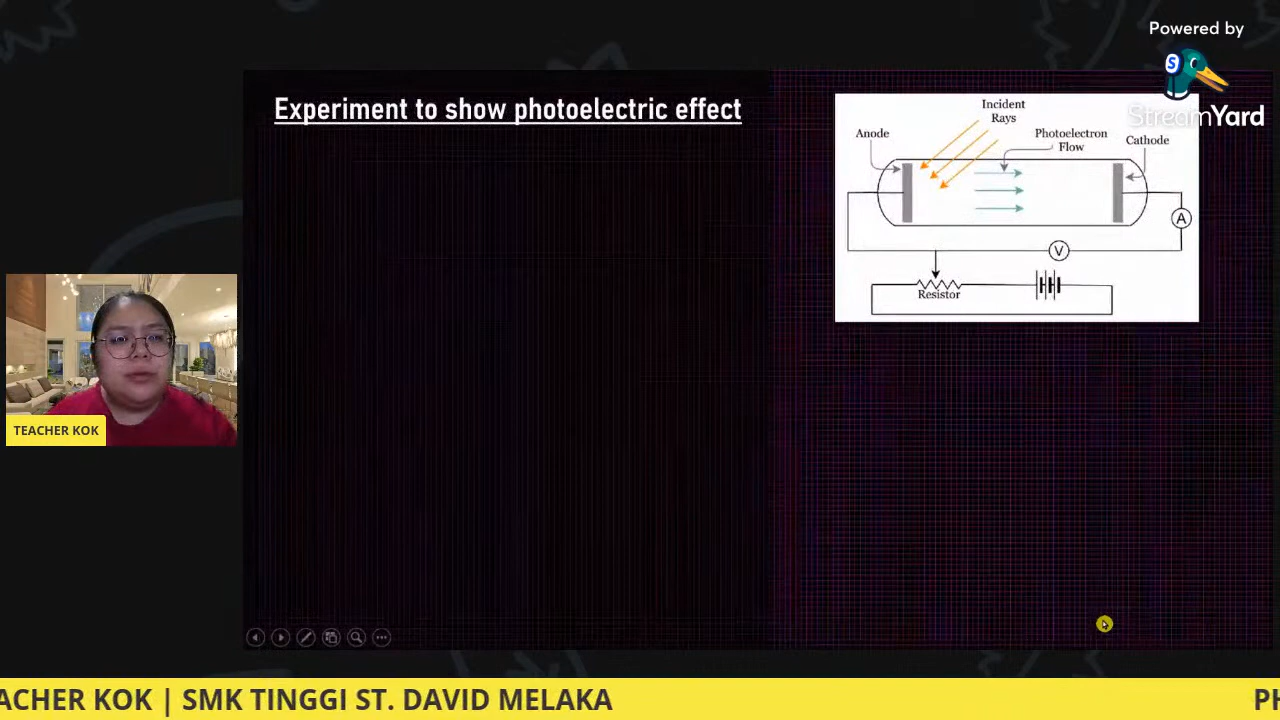 Powered by
S
StreamYard
Experiment to show photoelectric effect
Incident
Rays
Anode
Photoelectron
Flow
Cathode
A
V
Resistor
TEACHER KOK
ACHER KOK | SMK TINGGI ST. DAVID MELAKA
PH